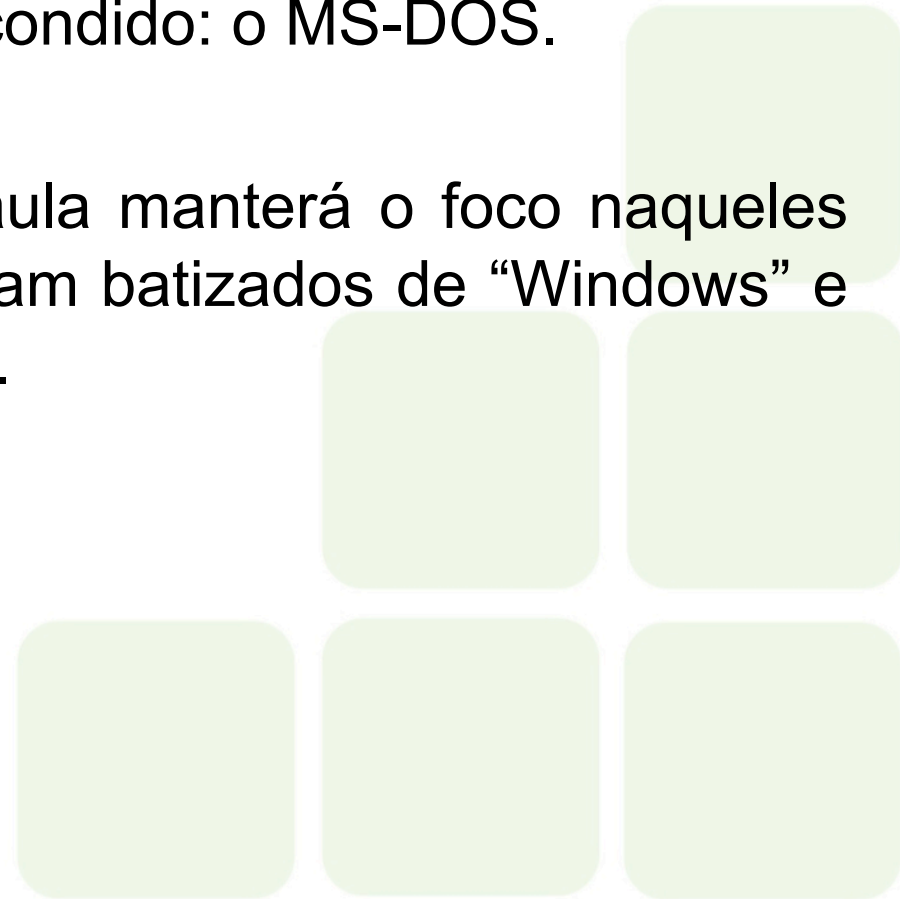 condido: o MS-DOS.
aula manterá o foco naqueles
am batizados de “Windows” e
.